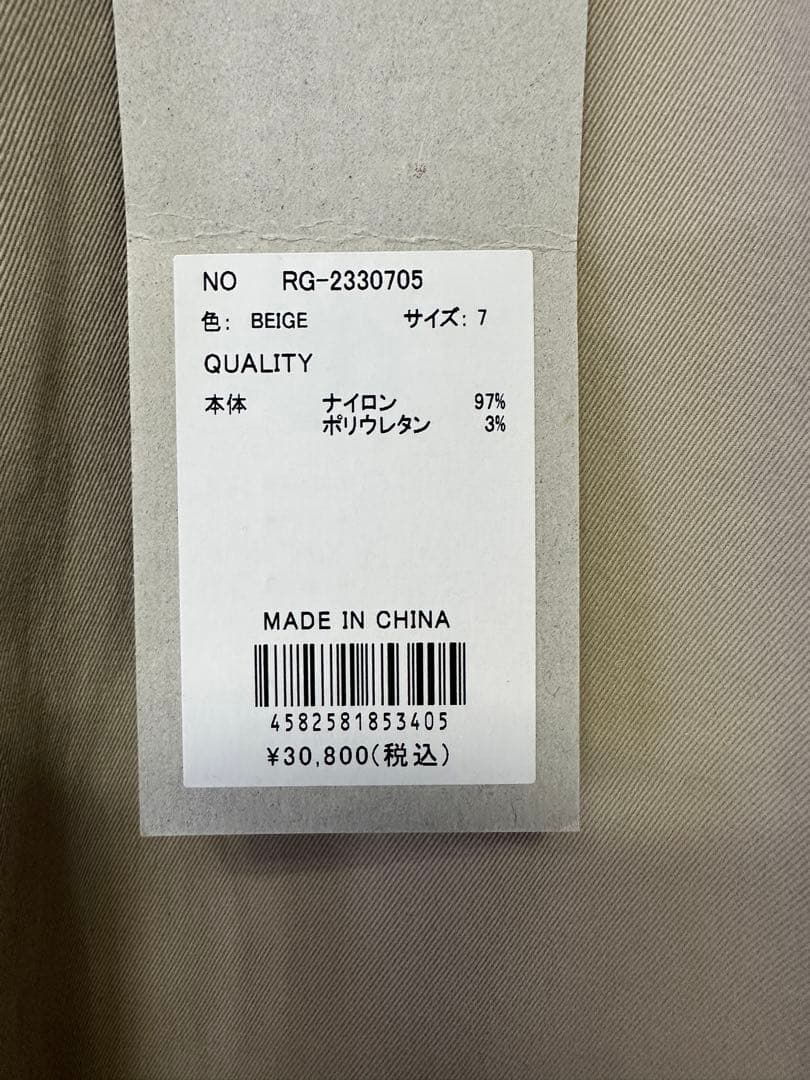 NO RG-2330705
色: BEIGE サイズ: 7
QUALITY
本体 ナイロン 97%
ポリウレタン 3%
MADE IN CHINA
4582581853405
¥30,800(税込)